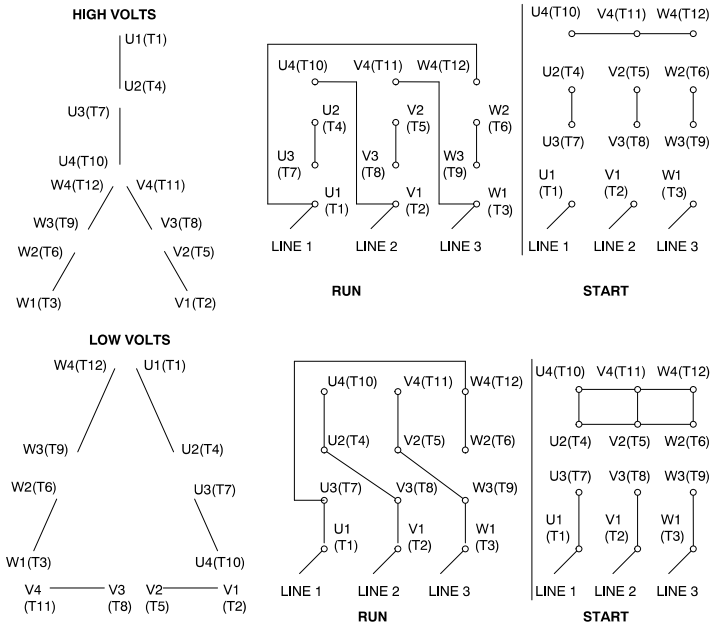 HIGH VOLTS
U1(T1)
U2(T4)
U3(T7)
U4(T10)
W4(T12) V4(T11)
W3(T9) V3(T8)
W2(T6) V2(T5)
W1(T3) V1(T2)
U4(T10) V4(T11) W4(T12)
U2 (T4) V2 (T5) W2 (T6)
U3 (T7) V3 (T8) W3 (T9)
U1 (T1) V1 (T2) W1 (T3)
LINE 1 LINE 2 LINE 3
RUN
U4(T10) V4(T11) W4(T12)
U2(T4) V2(T5) W2(T6)
U3(T7) V3(T8) W3(T9)
U1 (T1) V1 (T2) W1 (T3)
LINE 1 LINE 2 LINE 3
START
LOW VOLTS
W4(T12) U1(T1)
W3(T9) U2(T4)
W2(T6) U3(T7)
W1(T3) U4(T10)
V4 (T11) V3 (T8) V2 (T5) V1 (T2)
U4(T10) V4(T11) W4(T12)
U2(T4) V2(T5) W2(T6)
U3(T7) V3(T8) W3(T9)
U1 (T1) V1 (T2) W1 (T3)
LINE 1 LINE 2 LINE 3
RUN
U4(T10) V4(T11) W4(T12)
U2(T4) V2(T5) W2(T6)
U3(T7) V3(T8) W3(T9)
U1 (T1) V1 (T2) W1 (T3)
LINE 1 LINE 2 LINE 3
START